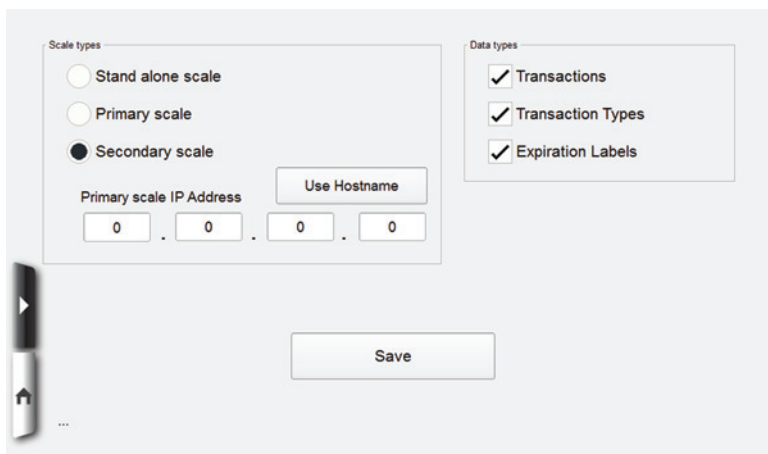 Scale types
Stand alone scale
Primary scale
Secondary scale
Primary scale IP Address
Use Hostname
0 . 0 . 0 . 0
Data types
Transactions
Transaction Types
Expiration Labels
Save
...